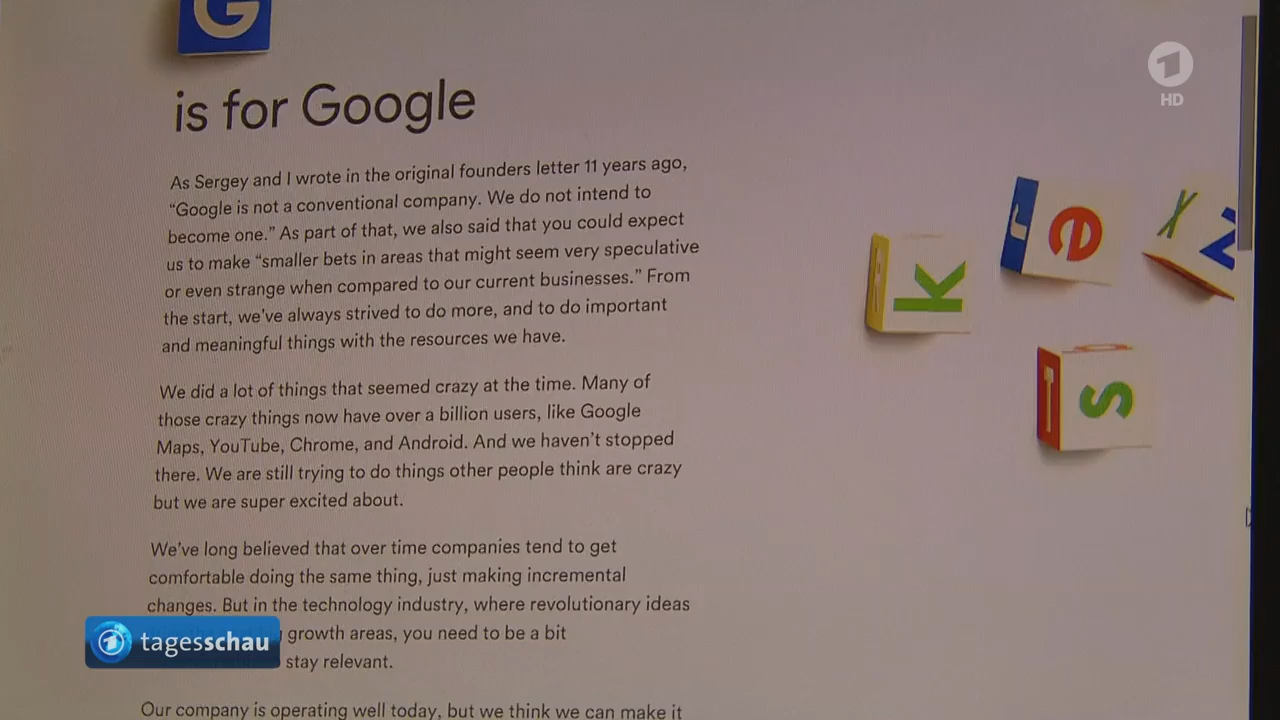 G
is for Google
As Sergey and I wrote in the original founders letter 11 years ago,
“Google is not a conventional company. We do not intend to
become one.” As part of that, we also said that you could expect
us to make “smaller bets in areas that might seem very speculative
or even strange when compared to our current businesses.” From
the start, we’ve always strived to do more, and to do important
and meaningful things with the resources we have.
We did a lot of things that seemed crazy at the time. Many of
those crazy things now have over a billion users, like Google
Maps, YouTube, Chrome, and Android. And we haven’t stopped
there. We are still trying to do things other people think are crazy
but we are super excited about.
We’ve long believed that over time companies tend to get
comfortable doing the same thing, just making incremental
changes. But in the technology industry, where revolutionary ideas
growth areas, you need to be a bit
stay relevant.
Our company is operating well today, but we think we can make it
k
r e
X Z
s
1
HD
1 tagesschau